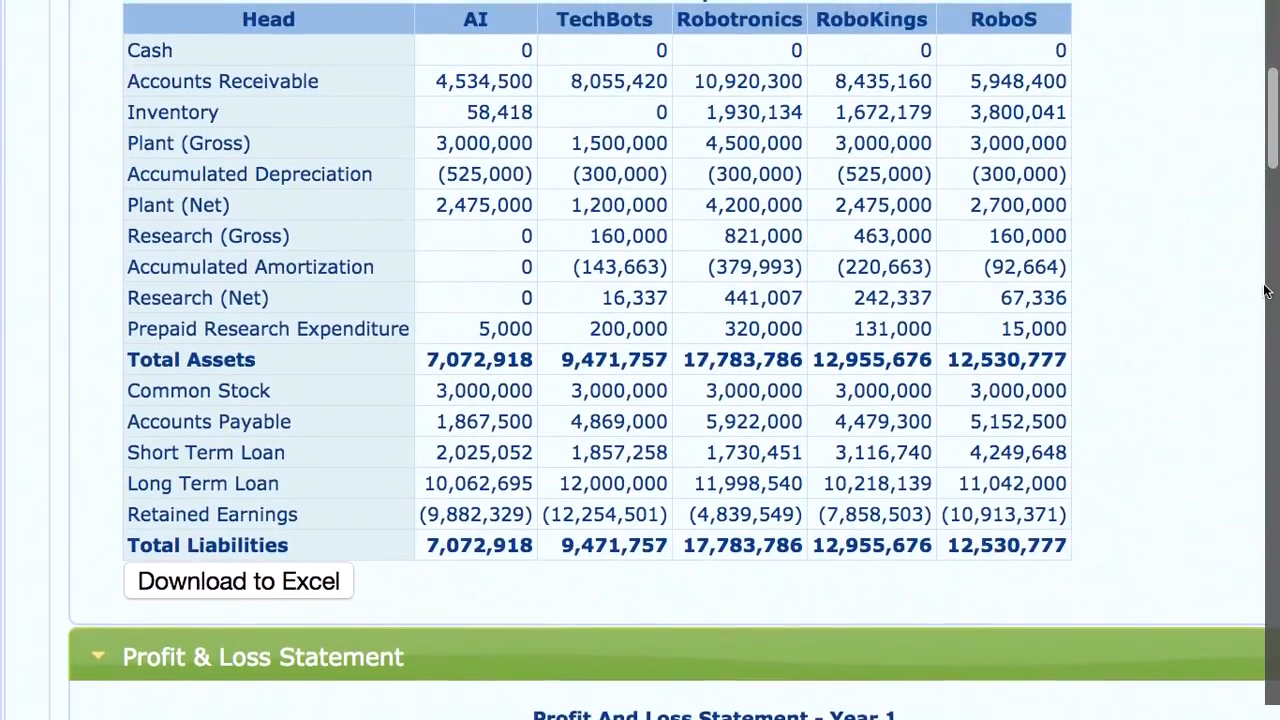 Head AI TechBots Robotronics RoboKings RoboS
Cash 0 0 0 0 0
Accounts Receivable 4,534,500 8,055,420 10,920,300 8,435,160 5,948,400
Inventory 58,418 0 1,930,134 1,672,179 3,800,041
Plant (Gross) 3,000,000 1,500,000 4,500,000 3,000,000 3,000,000
Accumulated Depreciation (525,000) (300,000) (300,000) (525,000) (300,000)
Plant (Net) 2,475,000 1,200,000 4,200,000 2,475,000 2,700,000
Research (Gross) 0 160,000 821,000 463,000 160,000
Accumulated Amortization 0 (143,663) (379,993) (220,663) (92,664)
Research (Net) 0 16,337 441,007 242,337 67,336
Prepaid Research Expenditure 5,000 200,000 320,000 131,000 15,000
Total Assets 7,072,918 9,471,757 17,783,786 12,955,676 12,530,777
Common Stock 3,000,000 3,000,000 3,000,000 3,000,000 3,000,000
Accounts Payable 1,867,500 4,869,000 5,922,000 4,479,300 5,152,500
Short Term Loan 2,025,052 1,857,258 1,730,451 3,116,740 4,249,648
Long Term Loan 10,062,695 12,000,000 11,998,540 10,218,139 11,042,000
Retained Earnings (9,882,329) (12,254,501) (4,839,549) (7,858,503) (10,913,371)
Total Liabilities 7,072,918 9,471,757 17,783,786 12,955,676 12,530,777
Download to Excel
Profit & Loss Statement
Profit And Loss Statement - Year 1